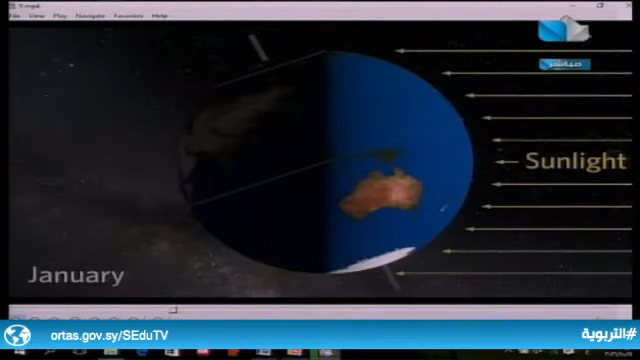 File View Play Navigate Favorites Help
مباشر
Sunlight
January
ortas.gov.sy/SEduTV
#التربوية